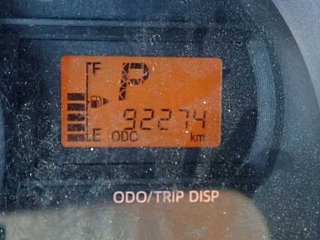 F
P
92274
E ODO km
ODO/TRIP DISP